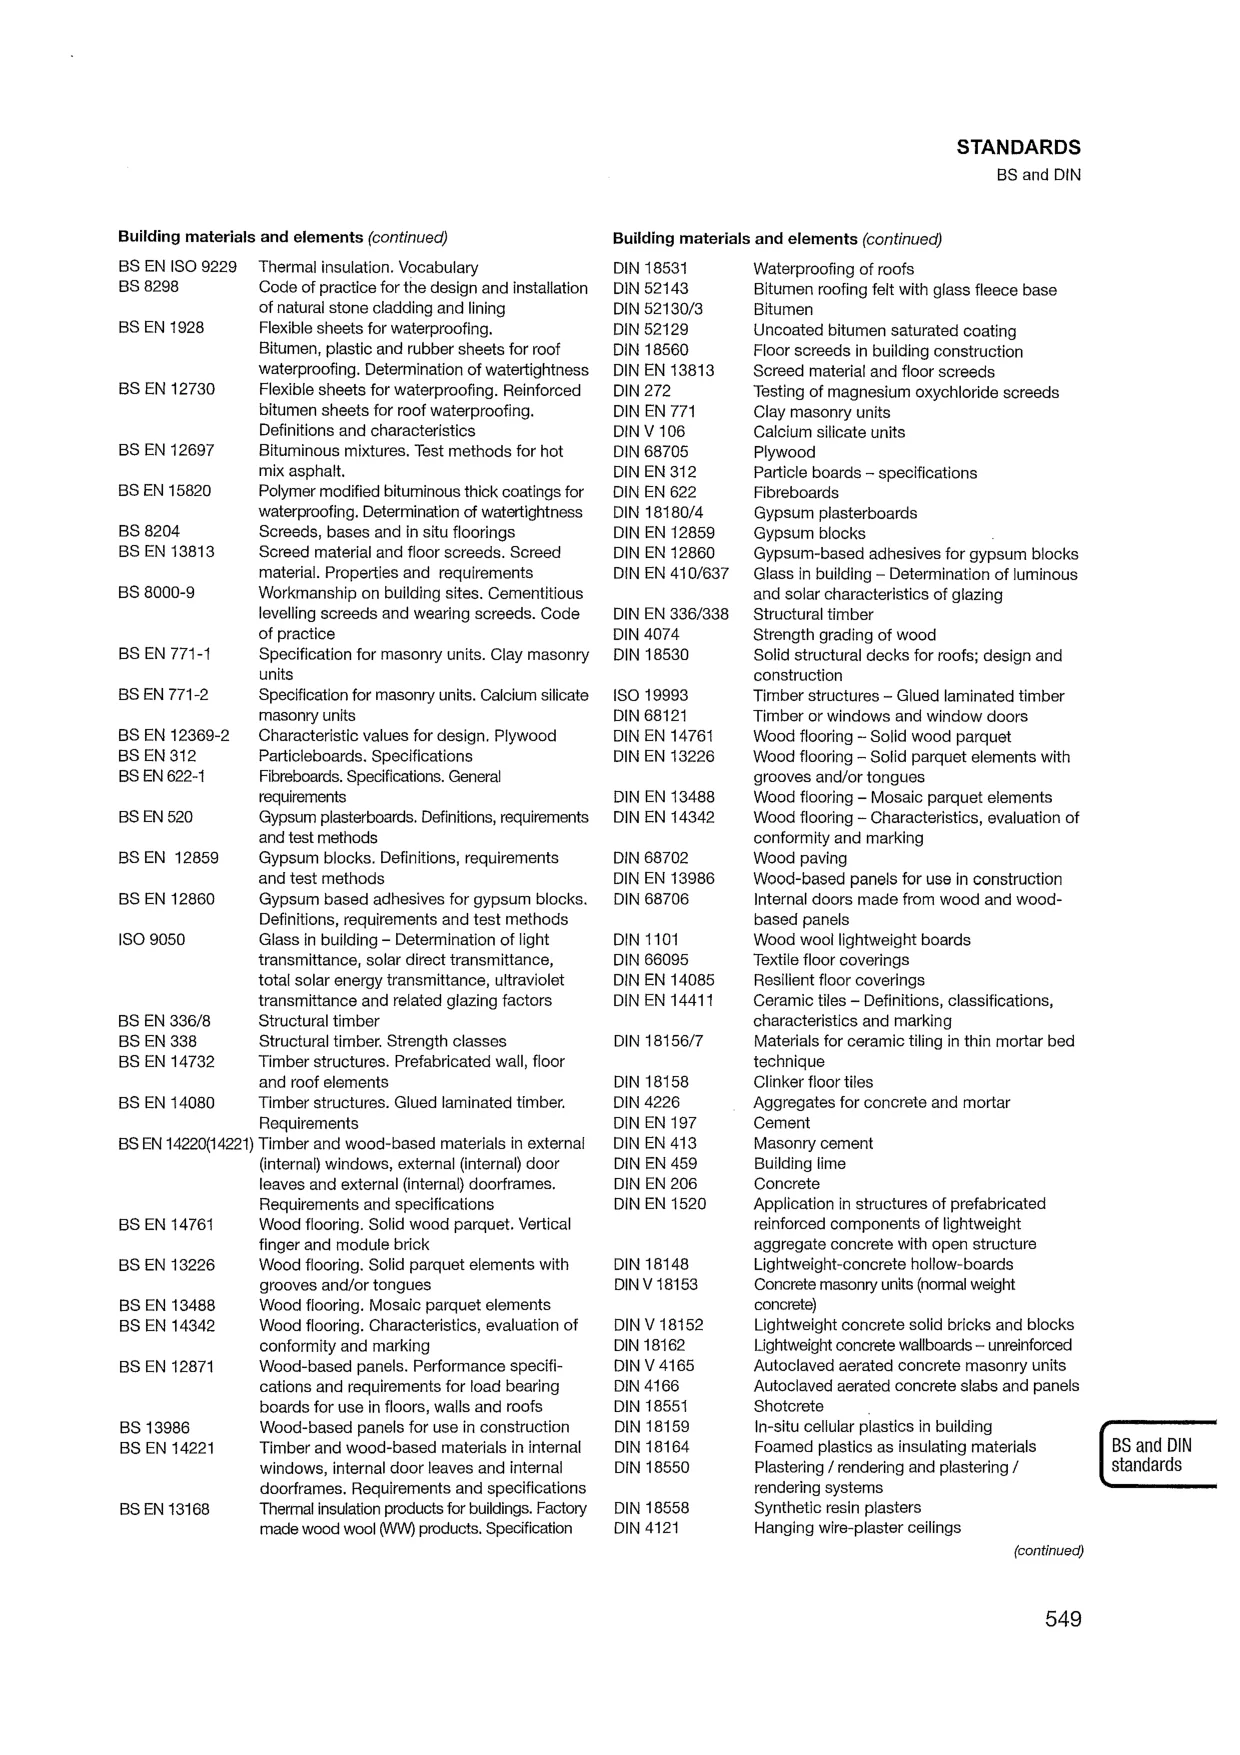 STANDARDS
BS and DIN
Building materials and elements (continued)
BS EN ISO 9229 Thermal insulation. Vocabulary
BS 8298 Code of practice for the design and installation
of natural stone cladding and lining
BS EN 1928 Flexible sheets for waterproofing.
Bitumen, plastic and rubber sheets for roof
waterproofing. Determination of watertightness
BS EN 12730 Flexible sheets for waterproofing. Reinforced
bitumen sheets for roof waterproofing.
Definitions and characteristics
BS EN 12697 Bituminous mixtures. Test methods for hot
mix asphalt.
BS EN 15820 Polymer modified bituminous thick coatings for
waterproofing. Determination of watertightness
BS 8204 Screeds, bases and in situ floorings
BS EN 13813 Screed material and floor screeds. Screed
material. Properties and requirements
BS 8000-9 Workmanship on building sites. Cementitious
levelling screeds and wearing screeds. Code
of practice
BS EN 771-1 Specification for masonry units. Clay masonry
units
BS EN 771-2 Specification for masonry units. Calcium silicate
masonry units
BS EN 12369-2 Characteristic values for design. Plywood
BS EN 312 Particleboards. Specifications
BS EN 622-1 Fibreboards. Specifications. General
requirements
BS EN 520 Gypsum plasterboards. Definitions, requirements
and test methods
BS EN 12859 Gypsum blocks. Definitions, requirements
and test methods
BS EN 12860 Gypsum based adhesives for gypsum blocks.
Definitions, requirements and test methods
ISO 9050 Glass in building – Determination of light
transmittance, solar direct transmittance,
total solar energy transmittance, ultraviolet
transmittance and related glazing factors
BS EN 336/8 Structural timber
BS EN 338 Structural timber. Strength classes
BS EN 14732 Timber structures. Prefabricated wall, floor
and roof elements
BS EN 14080 Timber structures. Glued laminated timber.
Requirements
BS EN 14220(14221) Timber and wood-based materials in external
(internal) windows, external (internal) door
leaves and external (internal) doorframes.
Requirements and specifications
BS EN 14761 Wood flooring. Solid wood parquet. Vertical
finger and module brick
BS EN 13226 Wood flooring. Solid parquet elements with
grooves and/or tongues
BS EN 13488 Wood flooring. Mosaic parquet elements
BS EN 14342 Wood flooring. Characteristics, evaluation of
conformity and marking
BS EN 12871 Wood-based panels. Performance specifi-
cations and requirements for load bearing
boards for use in floors, walls and roofs
BS 13986 Wood-based panels for use in construction
BS EN 14221 Timber and wood-based materials in internal
windows, internal door leaves and internal
doorframes. Requirements and specifications
BS EN 13168 Thermal insulation products for buildings. Factory
made wood wool (WW) products. Specification
Building materials and elements (continued)
DIN 18531 Waterproofing of roofs
DIN 52143 Bitumen roofing felt with glass fleece base
DIN 52130/3 Bitumen
DIN 52129 Uncoated bitumen saturated coating
DIN 18560 Floor screeds in building construction
DIN EN 13813 Screed material and floor screeds
DIN 272 Testing of magnesium oxychloride screeds
DIN EN 771 Clay masonry units
DIN V 106 Calcium silicate units
DIN 68705 Plywood
DIN EN 312 Particle boards – specifications
DIN EN 622 Fibreboards
DIN 18180/4 Gypsum plasterboards
DIN EN 12859 Gypsum blocks
DIN EN 12860 Gypsum-based adhesives for gypsum blocks
DIN EN 410/637 Glass in building – Determination of luminous
and solar characteristics of glazing
DIN EN 336/338 Structural timber
DIN 4074 Strength grading of wood
DIN 18530 Solid structural decks for roofs; design and
construction
ISO 19993 Timber structures – Glued laminated timber
DIN 68121 Timber or windows and window doors
DIN EN 14761 Wood flooring – Solid wood parquet
DIN EN 13226 Wood flooring – Solid parquet elements with
grooves and/or tongues
DIN EN 13488 Wood flooring – Mosaic parquet elements
DIN EN 14342 Wood flooring – Characteristics, evaluation of
conformity and marking
DIN 68702 Wood paving
DIN EN 13986 Wood-based panels for use in construction
DIN 68706 Internal doors made from wood and wood-
based panels
DIN 1101 Wood wool lightweight boards
DIN 66095 Textile floor coverings
DIN EN 14085 Resilient floor coverings
DIN EN 14411 Ceramic tiles – Definitions, classifications,
characteristics and marking
DIN 18156/7 Materials for ceramic tiling in thin mortar bed
technique
DIN 18158 Clinker floor tiles
DIN 4226 Aggregates for concrete and mortar
DIN EN 197 Cement
DIN EN 413 Masonry cement
DIN EN 459 Building lime
DIN EN 206 Concrete
DIN EN 1520 Application in structures of prefabricated
reinforced components of lightweight
aggregate concrete with open structure
DIN 18148 Lightweight-concrete hollow-boards
DIN V 18153 Concrete masonry units (normal weight
concrete)
DIN V 18152 Lightweight concrete solid bricks and blocks
DIN 18162 Lightweight concrete wallboards – unreinforced
DIN V 4165 Autoclaved aerated concrete masonry units
DIN 4166 Autoclaved aerated concrete slabs and panels
DIN 18551 Shotcrete
DIN 18159 In-situ cellular plastics in building
DIN 18164 Foamed plastics as insulating materials
DIN 18550 Plastering / rendering and plastering /
rendering systems
DIN 18558 Synthetic resin plasters
DIN 4121 Hanging wire-plaster ceilings
(continued)
BS and DIN
standards
549